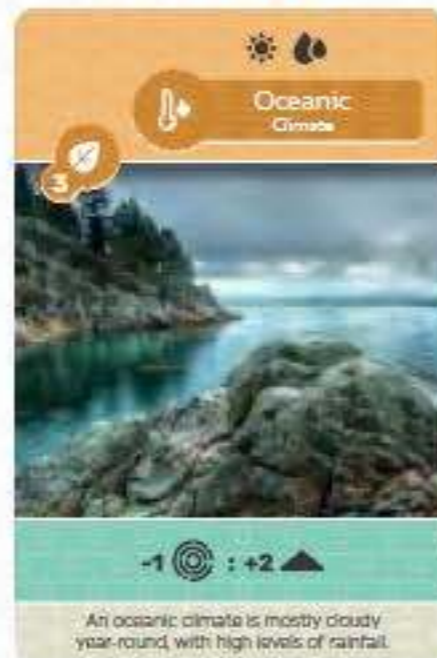 Oceanic
Climate
3
-1 : +2
An oceanic climate is mostly cloudy
year-round, with high levels of rainfall.